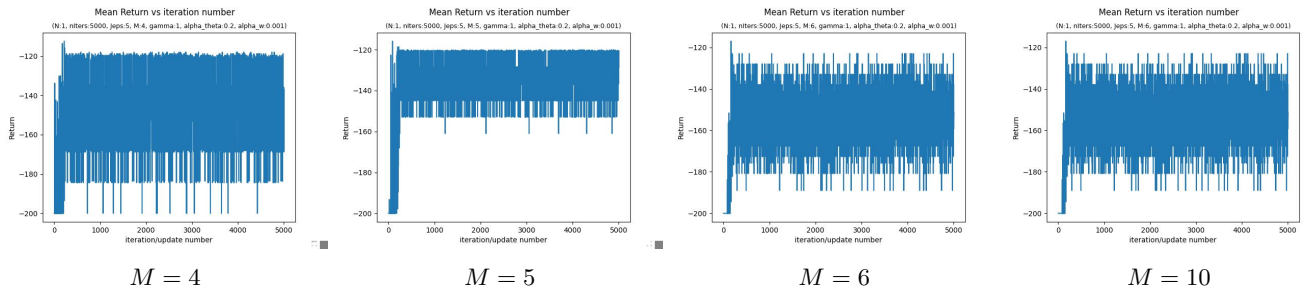 Mean Return vs iteration number
(N:1, niters:5000, Jeps:5, M:4, gamma:1, alpha_theta:0.2, alpha_w:0.001)
Return
−120
−140
−160
−180
−200
0 1000 2000 3000 4000 5000
iteration/update number
M = 4
Mean Return vs iteration number
(N:1, niters:5000, Jeps:5, M:5, gamma:1, alpha_theta:0.2, alpha_w:0.001)
Return
−120
−140
−160
−180
−200
0 1000 2000 3000 4000 5000
iteration/update number
M = 5
Mean Return vs iteration number
(N:1, niters:5000, Jeps:5, M:6, gamma:1, alpha_theta:0.2, alpha_w:0.001)
Return
−120
−140
−160
−180
−200
0 1000 2000 3000 4000 5000
iteration/update number
M = 6
Mean Return vs iteration number
(N:1, niters:5000, Jeps:5, M:6, gamma:1, alpha_theta:0.2, alpha_w:0.001)
Return
−120
−140
−160
−180
−200
0 1000 2000 3000 4000 5000
iteration/update number
M = 10